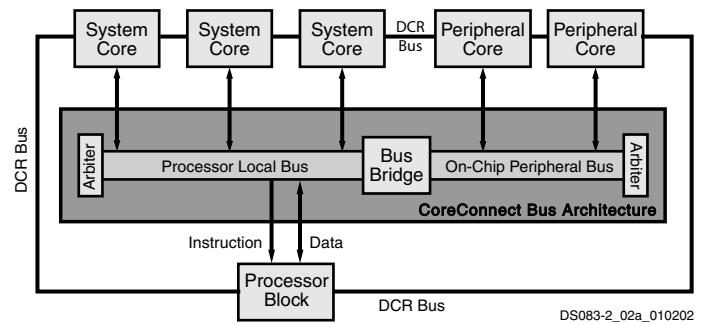 System Core
System Core
System Core
DCR Bus
Peripheral Core
Peripheral Core
DCR Bus
Arbiter
Processor Local Bus
Bus Bridge
On-Chip Peripheral Bus
Arbiter
CoreConnect Bus Architecture
Instruction
Data
Processor Block
DCR Bus
DS083-2_02a_010202